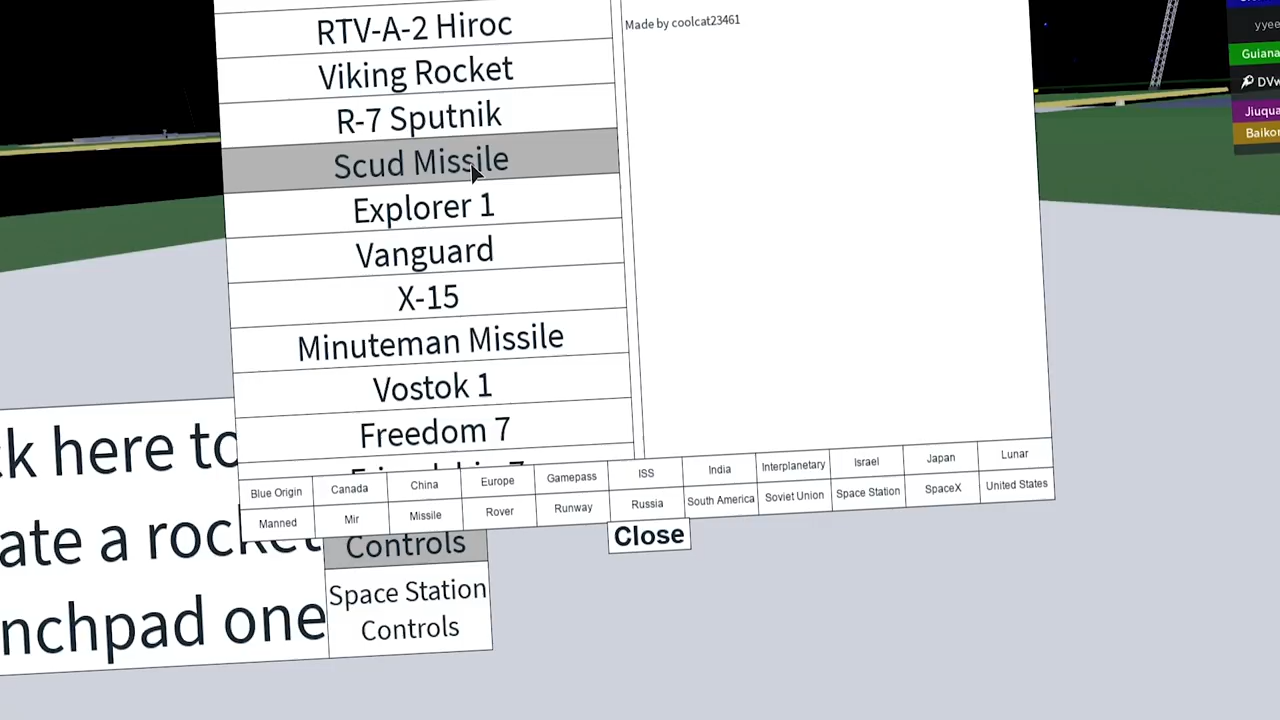 RTV-A-2 Hiroc
Viking Rocket
R-7 Sputnik
Scud Missile
Explorer 1
Vanguard
X-15
Minuteman Missile
Vostok 1
Freedom 7
Made by coolcat23461
Blue Origin
Canada
China
Europe
Gamepass
ISS
India
Interplanetary
Israel
Japan
Lunar
Manned
Mir
Missile
Rover
Runway
Russia
South America
Soviet Union
Space Station
SpaceX
United States
Close
ck here to
ate a rocket
nchpad one
Controls
Space Station
Controls
yyee
Guiana
DVw
Jiuqua
Baikon